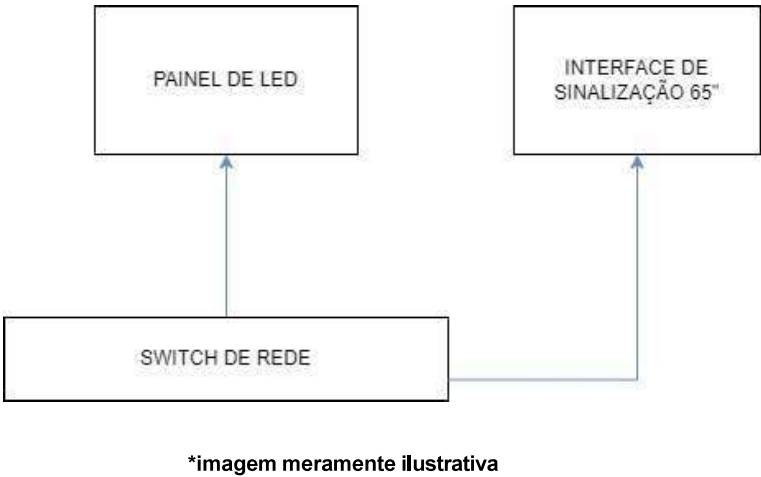 PAINEL DE LED
INTERFACE DE
SINALIZAÇÃO 65"
SWITCH DE REDE
*imagem meramente ilustrativa